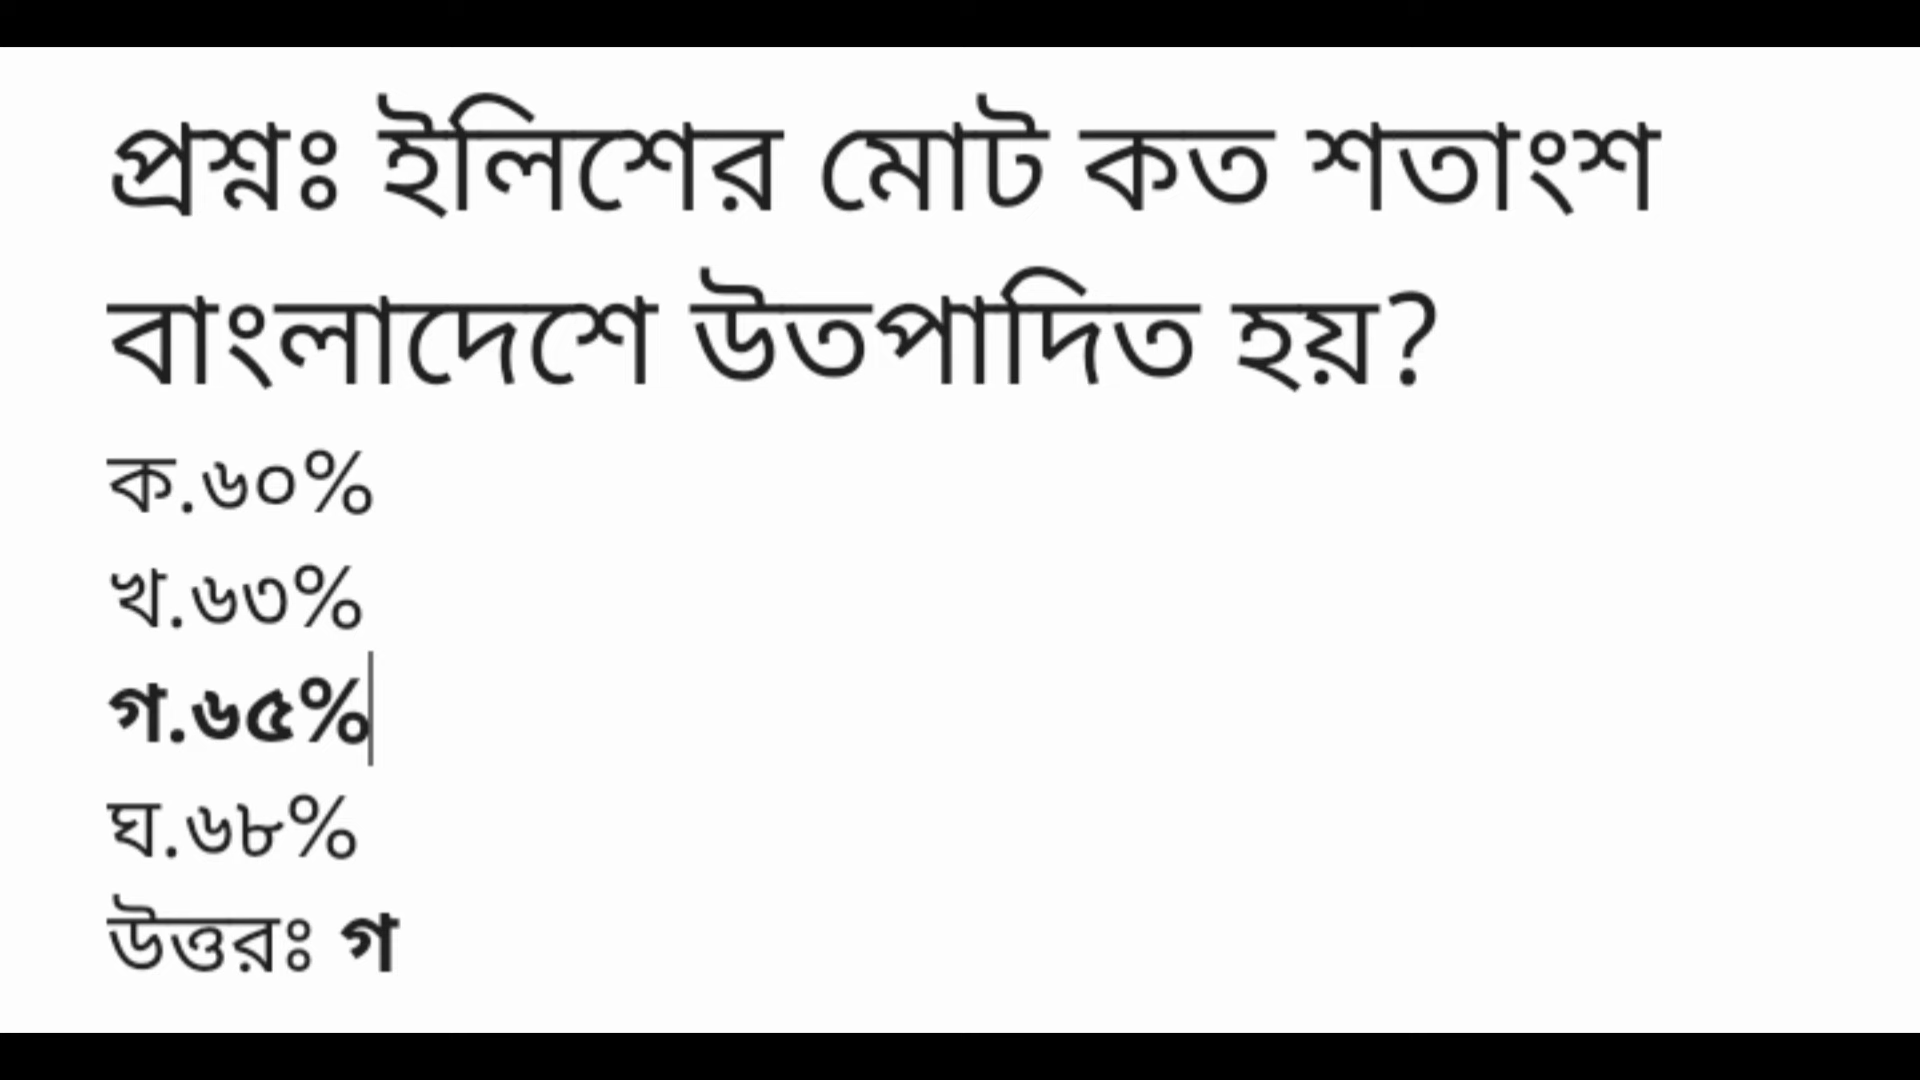 প্রশ্নঃ ইলিশের মোট কত শতাংশ
বাংলাদেশে উতপাদিত হয়?
ক.৬০%
খ.৬৩%
গ.৬৫%
ঘ.৬৮%
উত্তরঃ গ